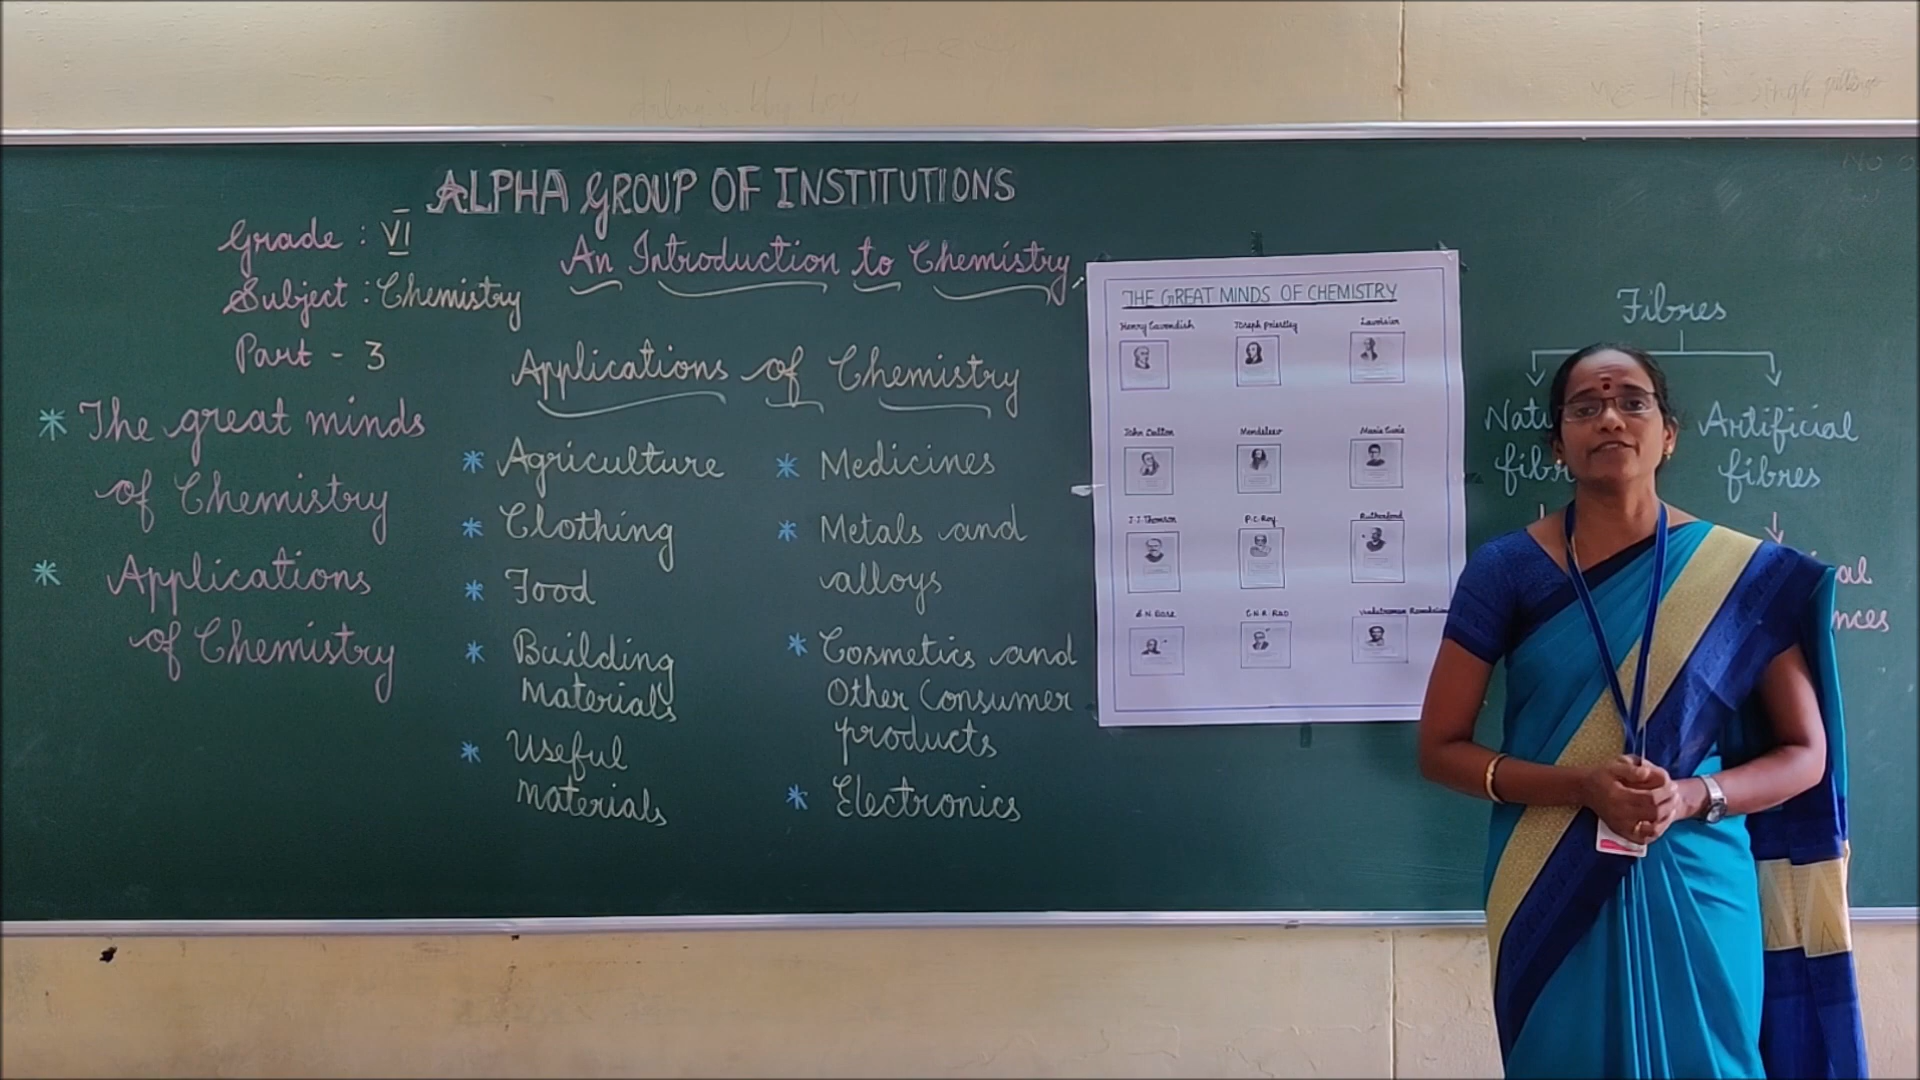 ALPHA GROUP OF INSTITUTIONS
Grade : VI
Subject : Chemistry
Part - 3
An Introduction to Chemistry
* The great minds
of Chemistry
* Applications
of Chemistry
Applications of Chemistry
* Agriculture
* Clothing
* Food
* Building
Materials
* Useful
materials
* Medicines
* Metals and
alloys
* Cosmetics and
Other Consumer
products
* Electronics
THE GREAT MINDS OF CHEMISTRY
Henry Cavendish Joseph Priestley Lavoisier
John Dalton Mendeleev Marie Curie
J.J. Thomson P.C. Roy Rutherford
S.N. Bose C.N.R. Rao
Fibres
Artificial
fibres